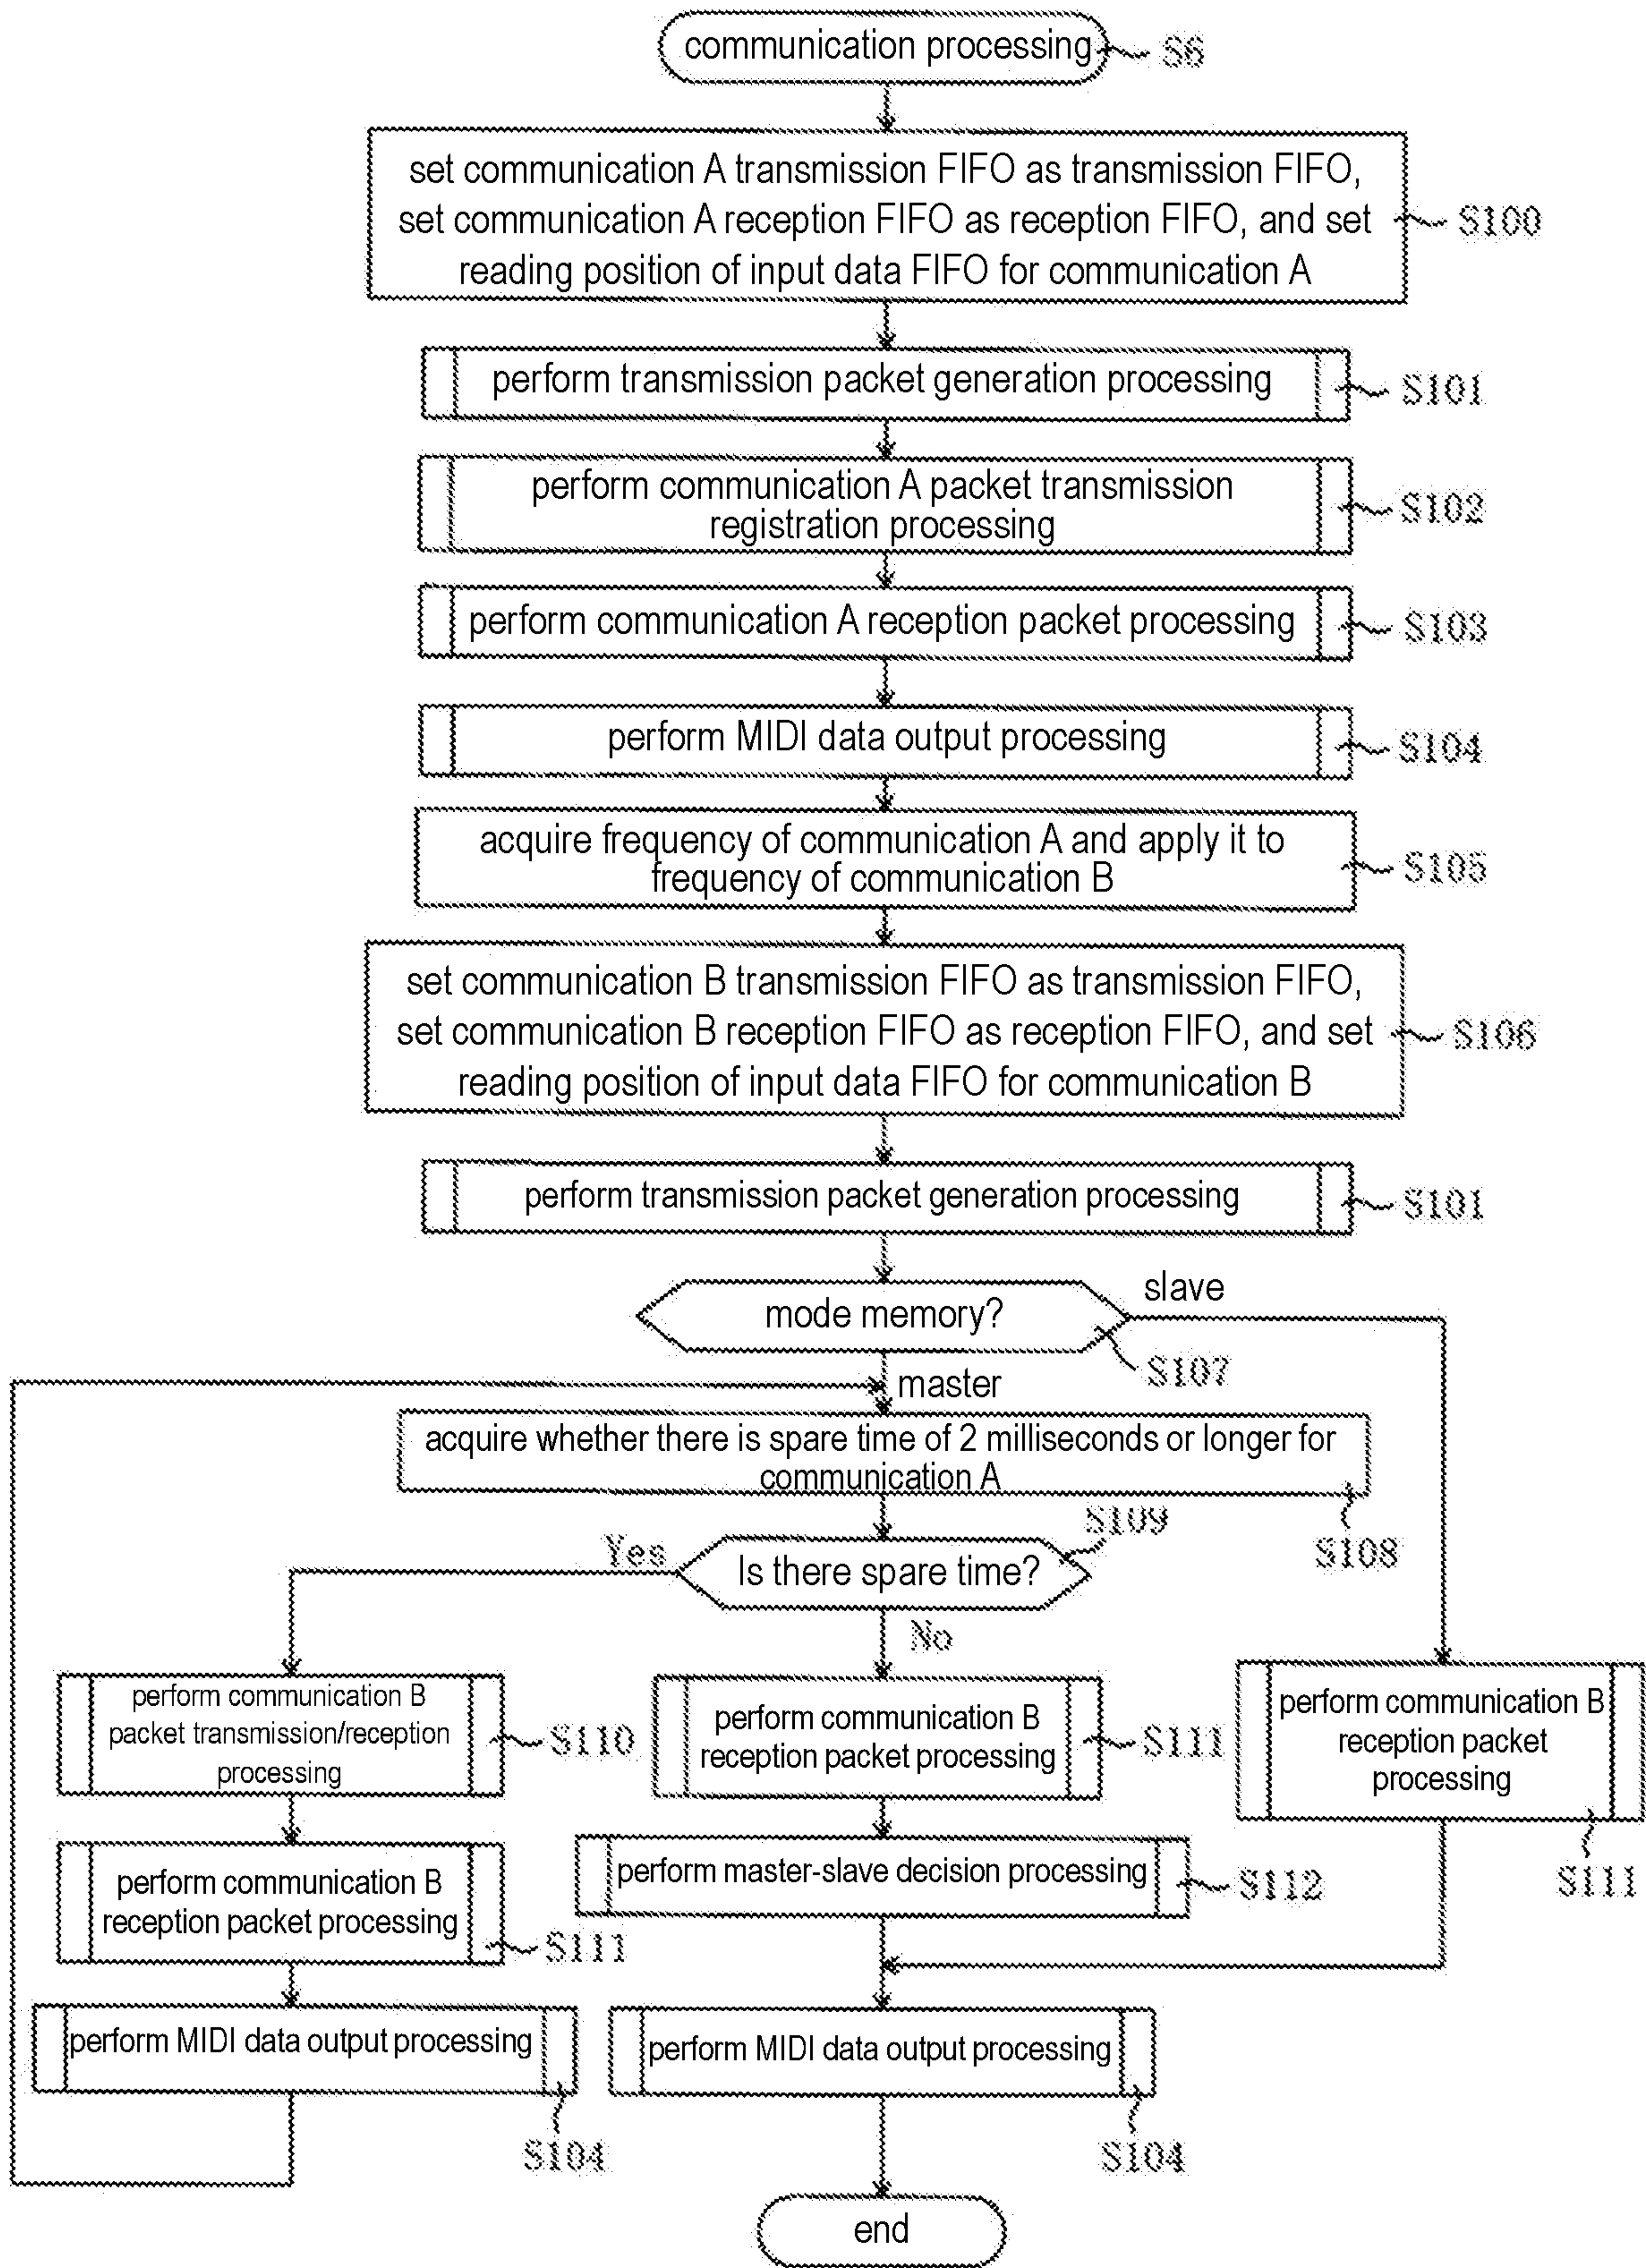 communication processing
S6
set communication A transmission FIFO as transmission FIFO,
set communication A reception FIFO as reception FIFO, and set
reading position of input data FIFO for communication A
S100
perform transmission packet generation processing
S101
perform communication A packet transmission
registration processing
S102
perform communication A reception packet processing
S103
perform MIDI data output processing
S104
acquire frequency of communication A and apply it to
frequency of communication B
S105
set communication B transmission FIFO as transmission FIFO,
set communication B reception FIFO as reception FIFO, and set
reading position of input data FIFO for communication B
S106
perform transmission packet generation processing
S101
mode memory?
slave
S107
master
acquire whether there is spare time of 2 milliseconds or longer for
communication A
S108
S109
Is there spare time?
Yes
No
perform communication B
packet transmission/reception
processing
S110
perform communication B
reception packet processing
S111
perform communication B
reception packet
processing
S111
perform communication B
reception packet processing
S111
perform master-slave decision processing
S112
perform MIDI data output processing
S104
perform MIDI data output processing
S104
end